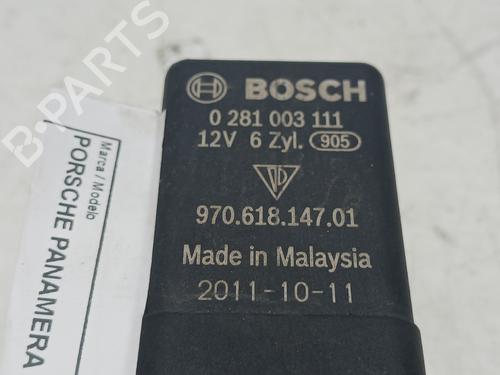 BOSCH
0 281 003 111
12V 6 Zyl. 905
970.618.147.01
Made in Malaysia
2011-10-11
Marca / Modelo
PORSCHE PANAMERA
B-PARTS